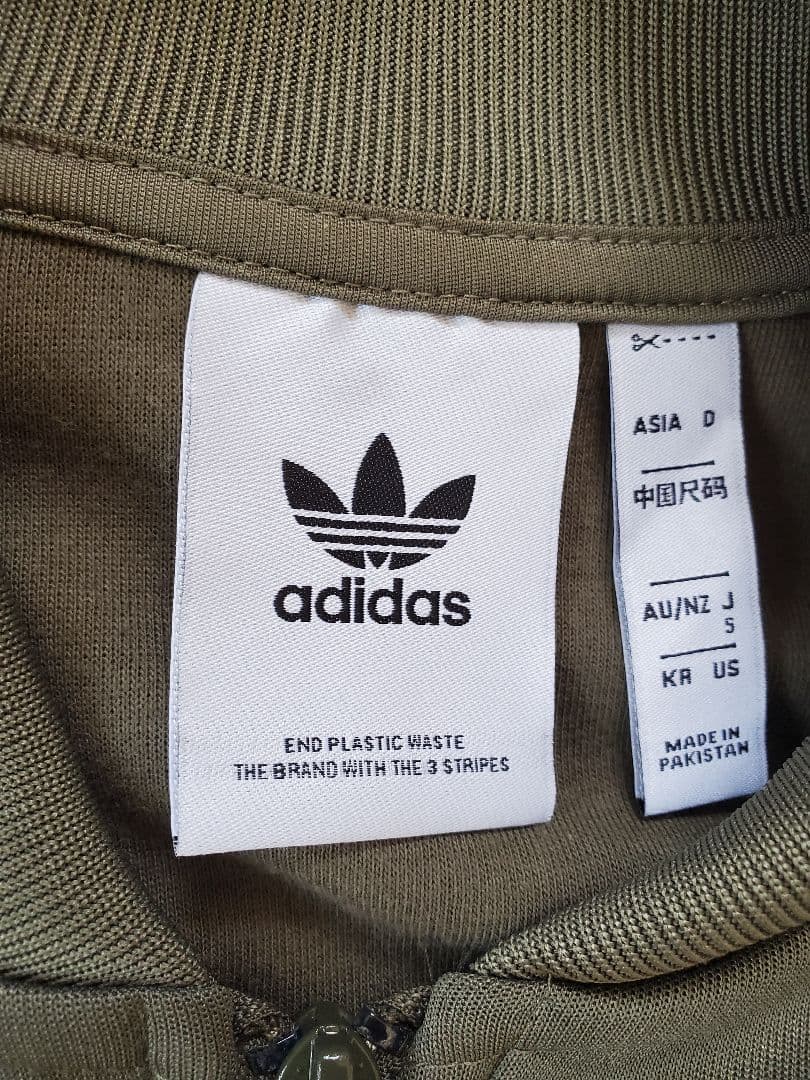 adidas
END PLASTIC WASTE
THE BRAND WITH THE 3 STRIPES
ASIA D
中国尺码
AU/NZ J
S
KR US
MADE IN
PAKISTAN